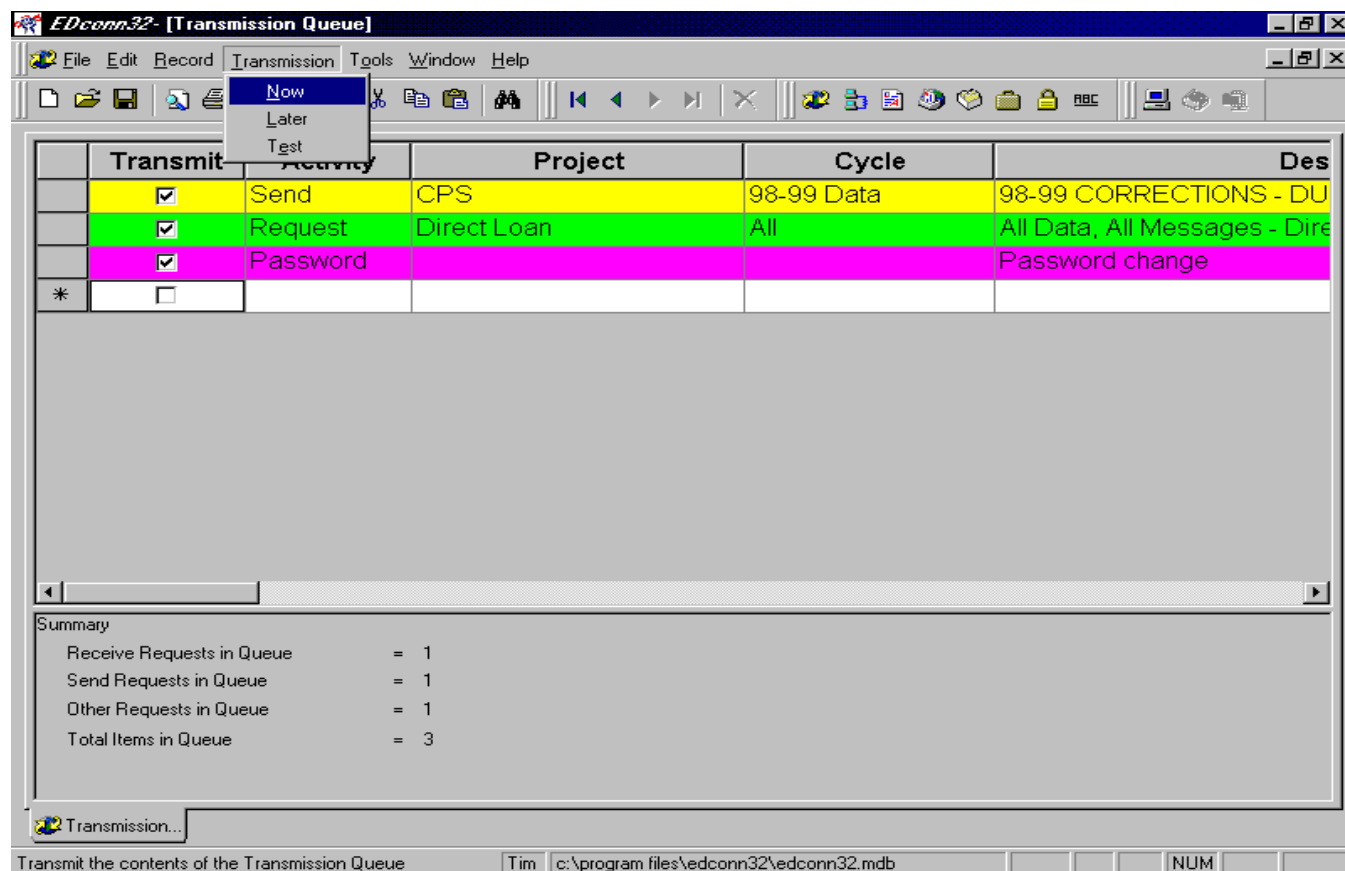 EDconn32- [Transmission Queue]
File Edit Record Transmission Tools Window Help
Now
Later
Test
ABC
Transmit Activity Project Cycle Des
Send CPS 98-99 Data 98-99 CORRECTIONS - DU
Request Direct Loan All All Data, All Messages - Dire
Password Password change
*
Summary
Receive Requests in Queue = 1
Send Requests in Queue = 1
Other Requests in Queue = 1
Total Items in Queue = 3
Transmission...
Transmit the contents of the Transmission Queue Tim c:\program files\edconn32\edconn32.mdb NUM